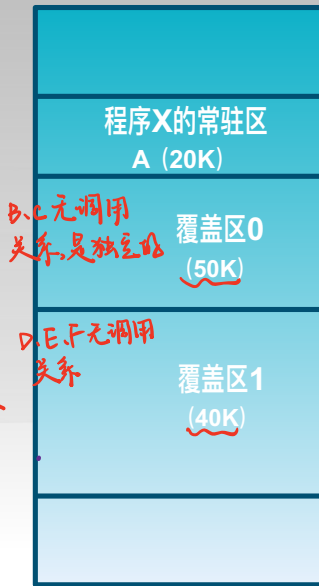 程序X的常驻区
A（20K）
B、C无调用
关系，是独立的
覆盖区0
（50K）
D、E、F无调用
关系
覆盖区1
（40K）